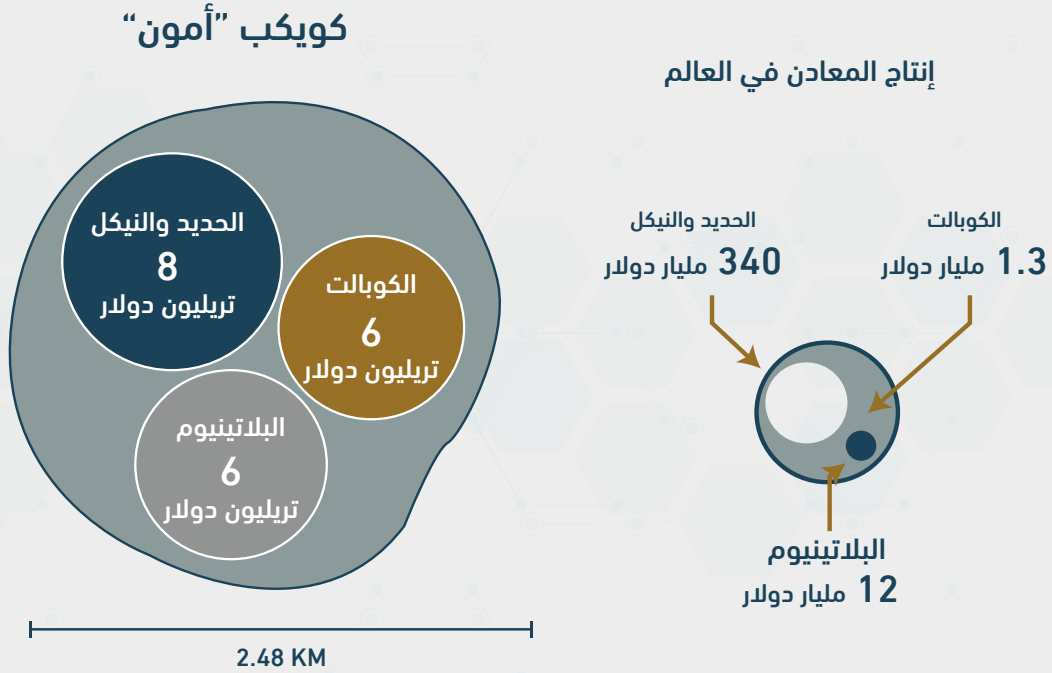 كويكب ”أمون“
إنتاج المعادن في العالم
الحديد والنيكل
8
تريليون دولار
الكوبالت
6
تريليون دولار
البلاتينيوم
6
تريليون دولار
2.48 KM
الكوبالت
1.3 مليار دولار
الحديد والنيكل
340 مليار دولار
البلاتينيوم
12 مليار دولار